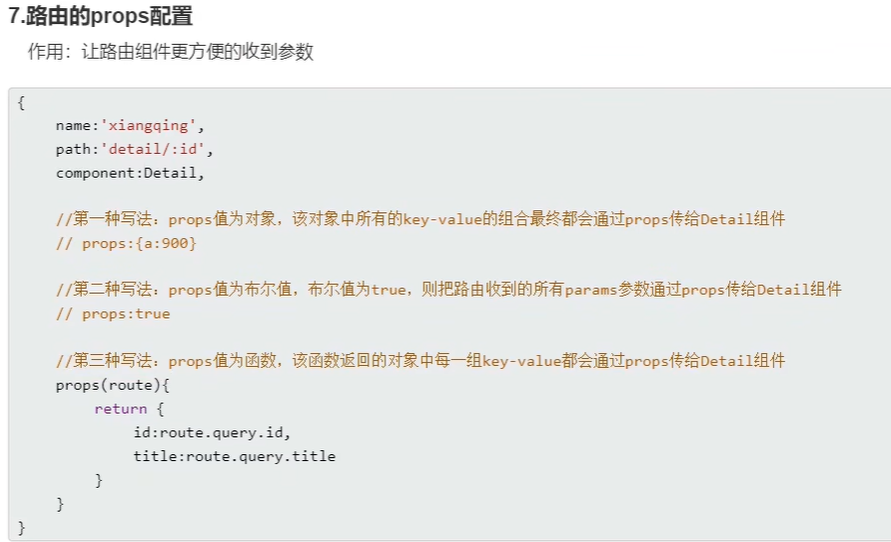 7.路由的props配置
作用：让路由组件更方便的收到参数
{
name:'xiangqing',
path:'detail/:id',
component:Detail,
//第一种写法：props值为对象，该对象中所有的key-value的组合最终都会通过props传给Detail组件
// props:{a:900}
//第二种写法：props值为布尔值，布尔值为true，则把路由收到的所有params参数通过props传给Detail组件
// props:true
//第三种写法：props值为函数，该函数返回的对象中每一组key-value都会通过props传给Detail组件
props(route){
return {
id:route.query.id,
title:route.query.title
}
}
}